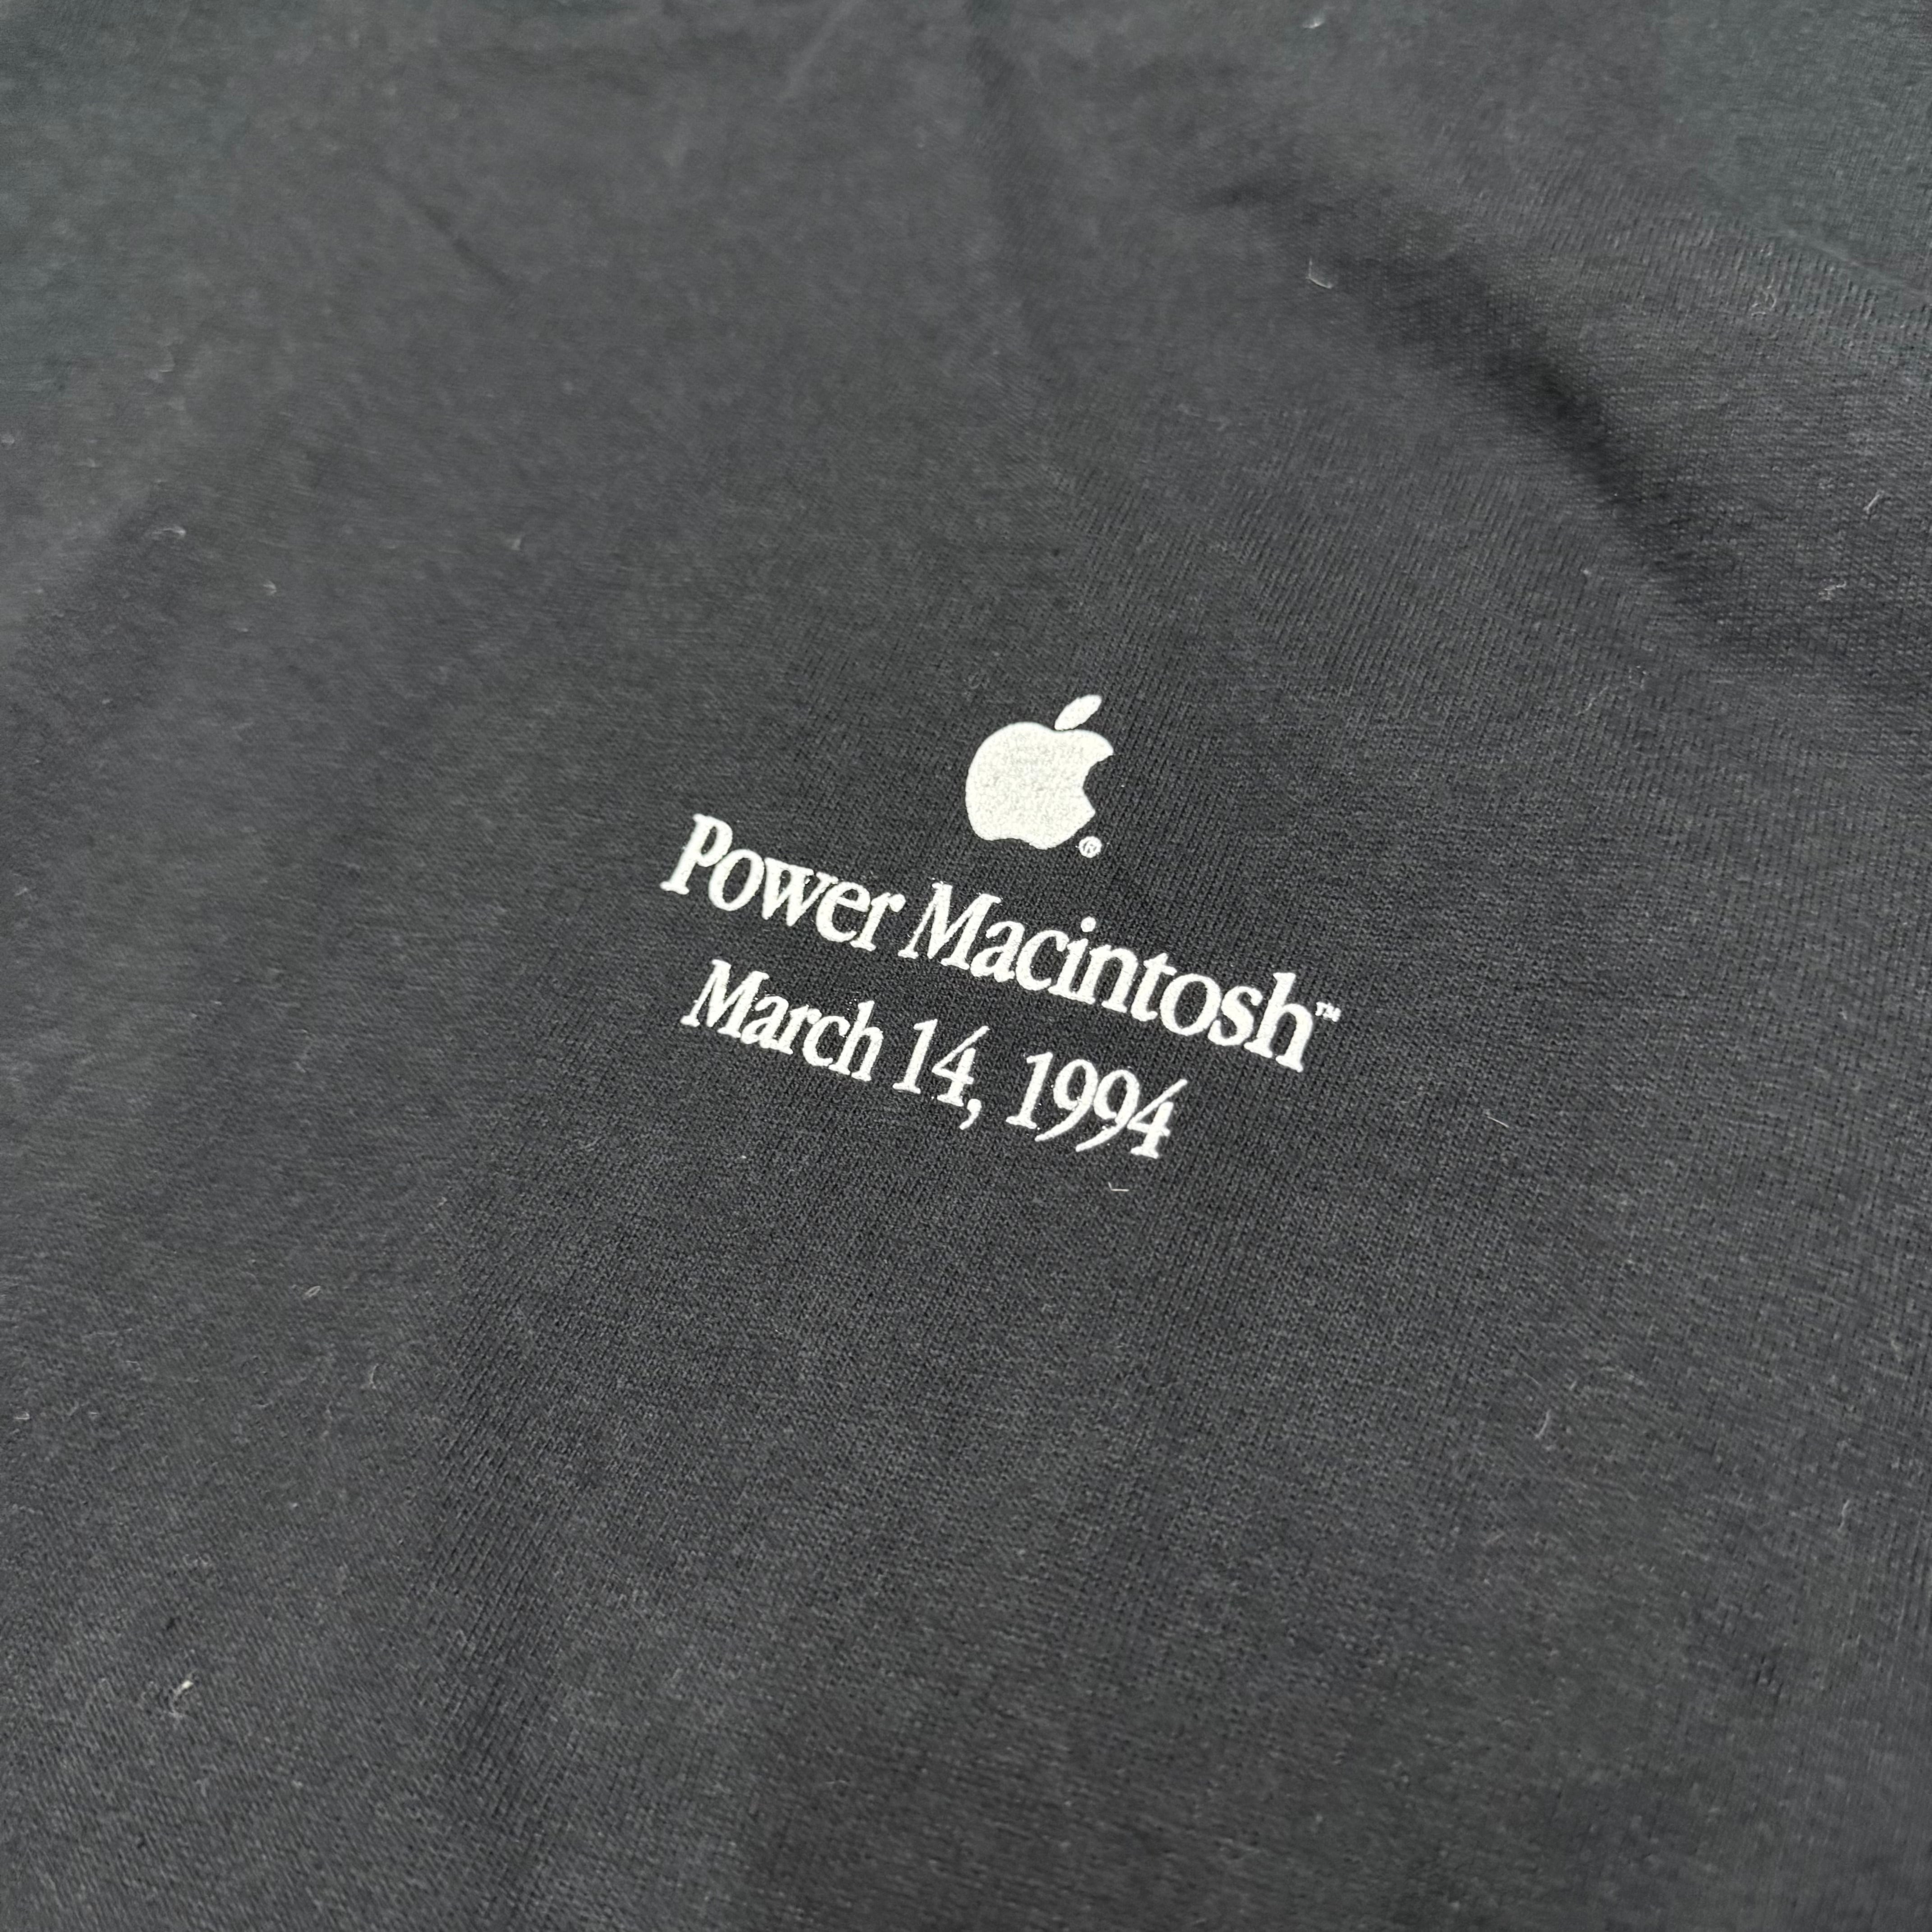 ®
Power Macintosh™
March 14, 1994